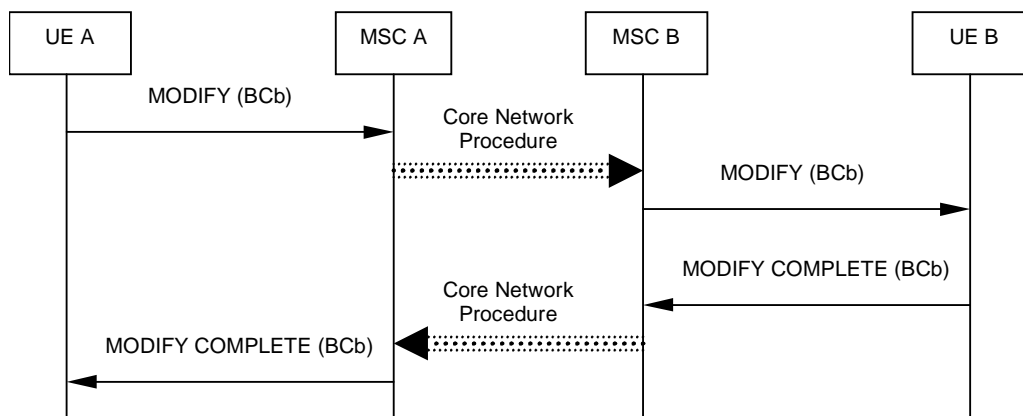 UE A
MSC A
MSC B
UE B
MODIFY (BCb)
Core Network
Procedure
MODIFY (BCb)
MODIFY COMPLETE (BCb)
Core Network
Procedure
MODIFY COMPLETE (BCb)